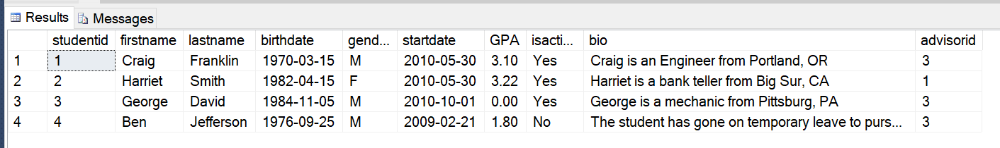 Results Messages
studentid firstname lastname birthdate gend... startdate GPA isacti... bio advisorid
1 1 Craig Franklin 1970-03-15 M 2010-05-30 3.10 Yes Craig is an Engineer from Portland, OR 3
2 2 Harriet Smith 1982-04-15 F 2010-05-30 3.22 Yes Harriet is a bank teller from Big Sur, CA 1
3 3 George David 1984-11-05 M 2010-10-01 0.00 Yes George is a mechanic from Pittsburg, PA 3
4 4 Ben Jefferson 1976-09-25 M 2009-02-21 1.80 No The student has gone on temporary leave to purs... 3